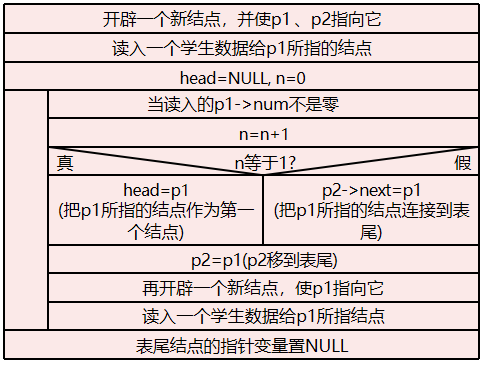 开辟一个新结点，并使p1、p2指向它
读入一个学生数据给p1所指的结点
head=NULL, n=0
当读入的p1->num不是零
n=n+1
真 n等于1? 假
head=p1
(把p1所指的结点作为第一
个结点)
p2->next=p1
(把p1所指的结点连接到表
尾)
p2=p1(p2移到表尾)
再开辟一个新结点，使p1指向它
读入一个学生数据给p1所指结点
表尾结点的指针变量置NULL